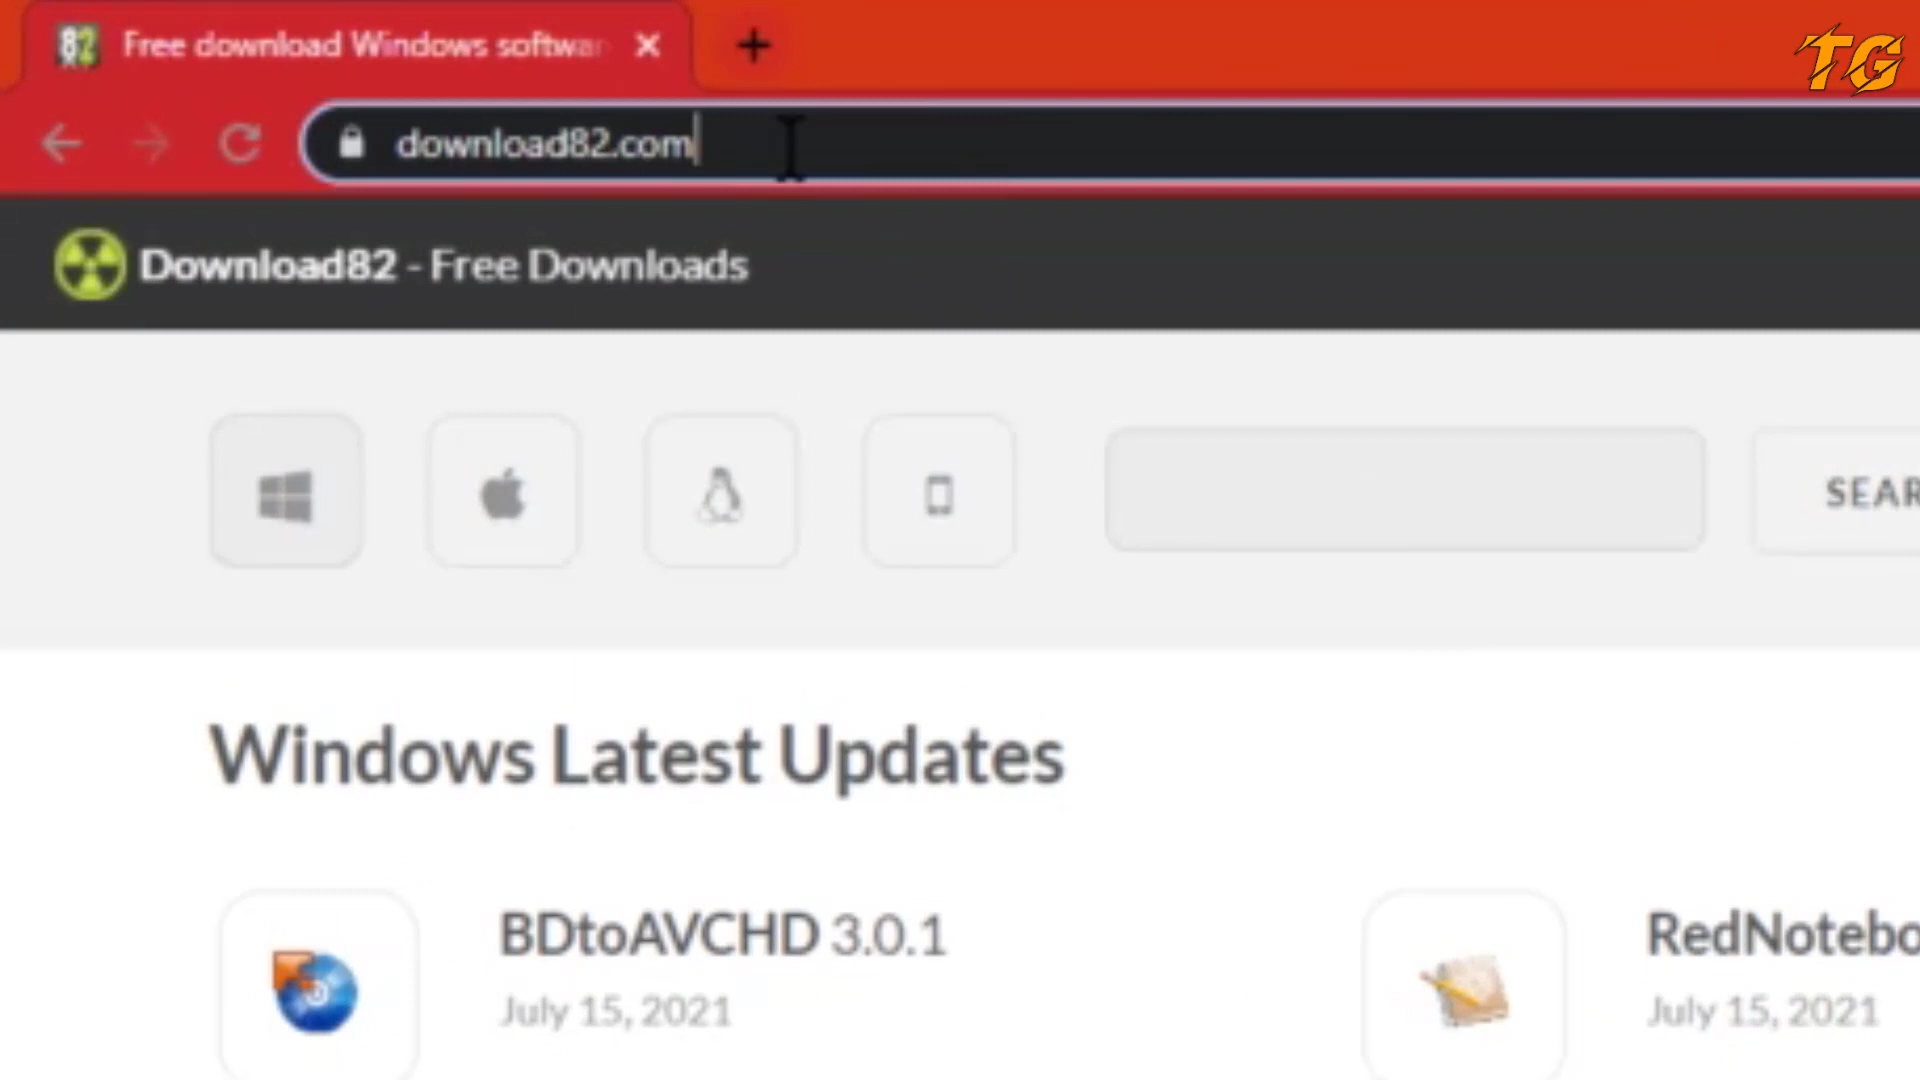 82 Free download Windows softwar
TG
download82.com
Download82 - Free Downloads
SEAR
Windows Latest Updates
BDtoAVCHD 3.0.1
July 15, 2021
RedNotebo
July 15, 2021